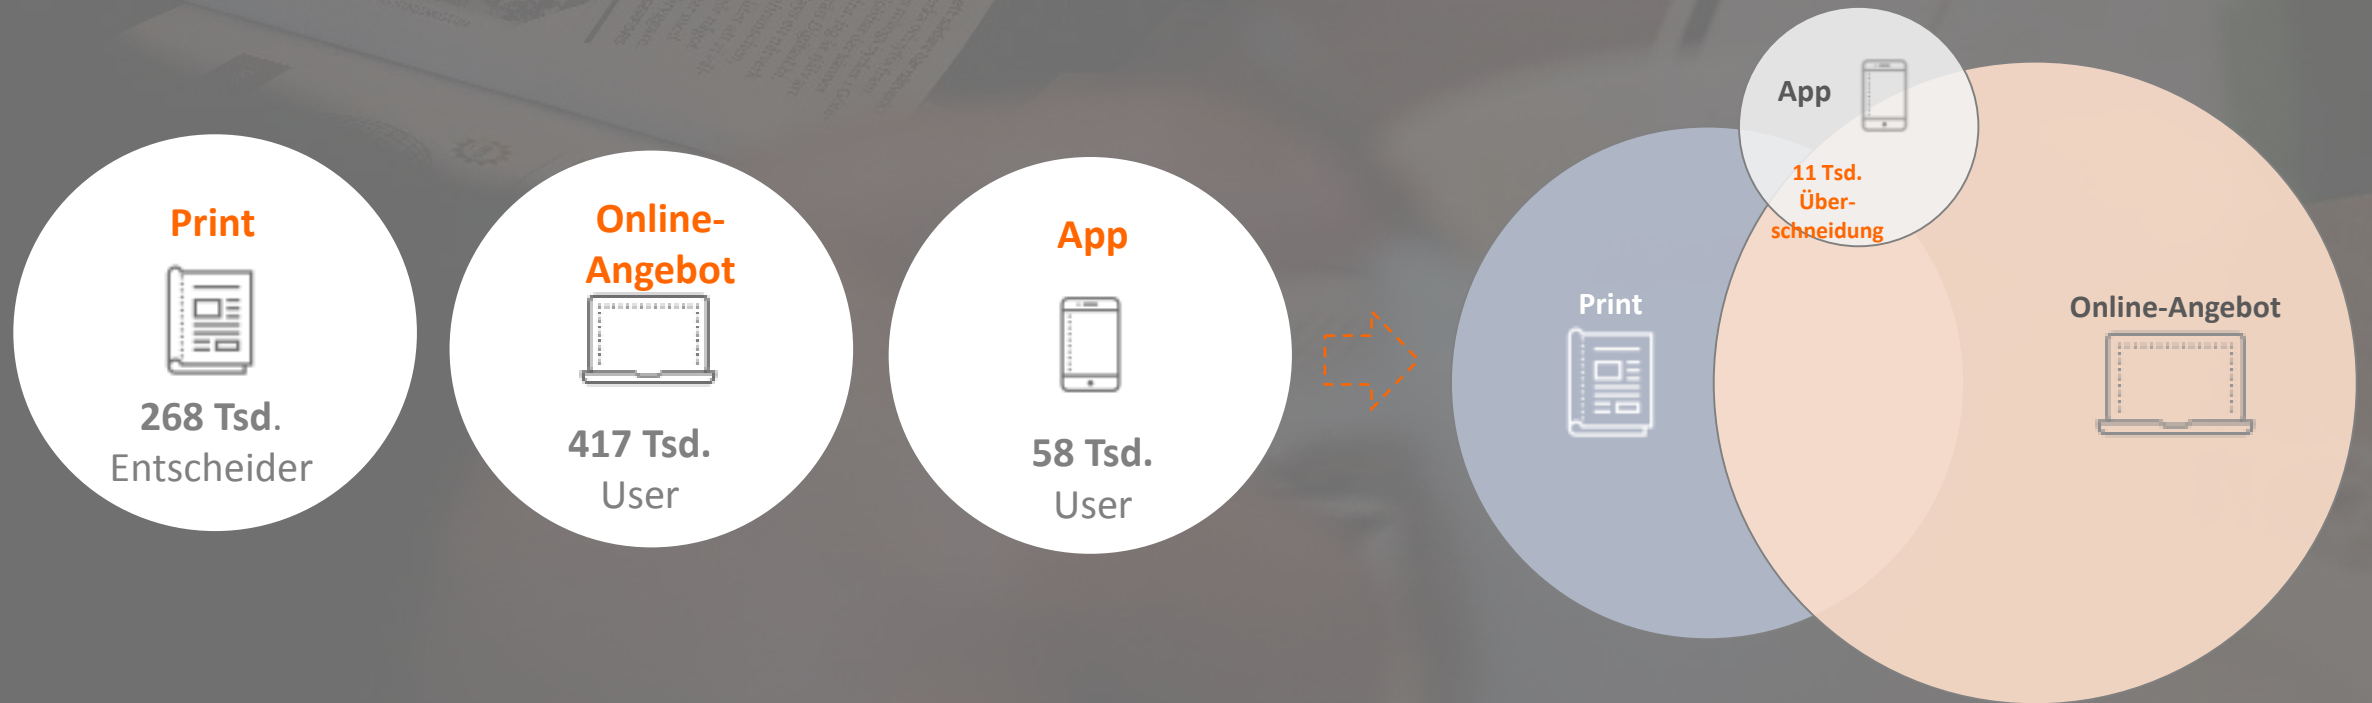 Print
268 Tsd.
Entscheider
Online-
Angebot
417 Tsd.
User
App
58 Tsd.
User
App
11 Tsd.
Über-
schneidung
Print
Online-Angebot